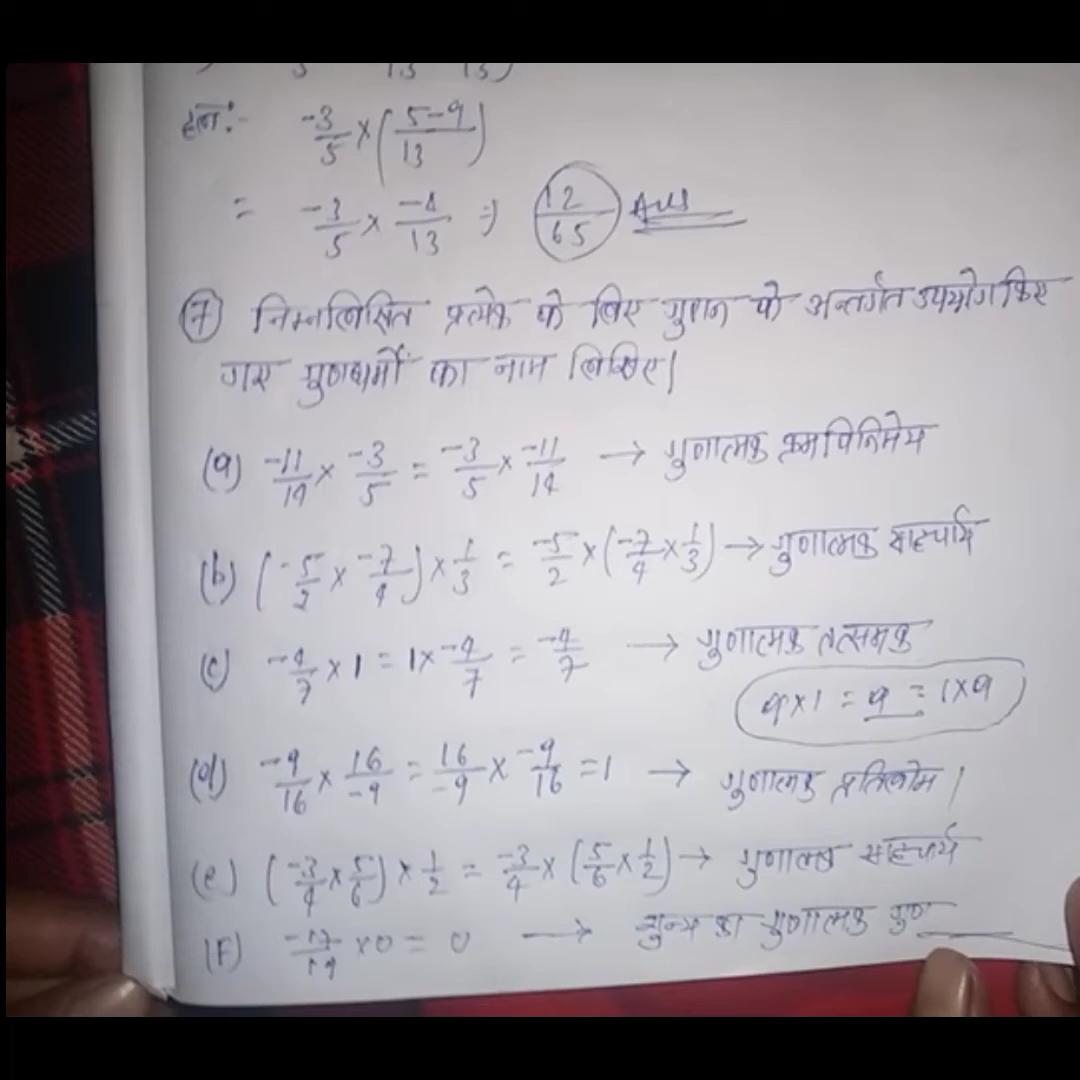 हल:- -3/5 × (5-9/13)
= -3/5 × -4/13 ⇒ 12/65 Ans
(7) निम्नलिखित प्रत्येक के लिए गुणन के अन्तर्गत उपयोग किए
गए गुणधर्मों का नाम लिखिए।
(a) -11/14 × -3/5 = -3/5 × -11/14 → गुणात्मक क्रमविनिमेय
(b) (-5/2 × -7/4) × 1/3 = -5/2 × (-7/4 × 1/3) → गुणात्मक साहचार्य
(c) -4/7 × 1 = 1 × -4/7 = -4/7 → गुणात्मक तत्समक
a×1 = a = 1×a
(d) -9/16 × 16/-9 = 16/-9 × -9/16 = 1 → गुणात्मक प्रतिलोम।
(e) (-3/4 × 5/6) × 1/2 = -3/4 × (5/6 × 1/2) → गुणात्मक साहचार्य
(F) × 0 = 0 → शुन्य का गुणात्मक गुण